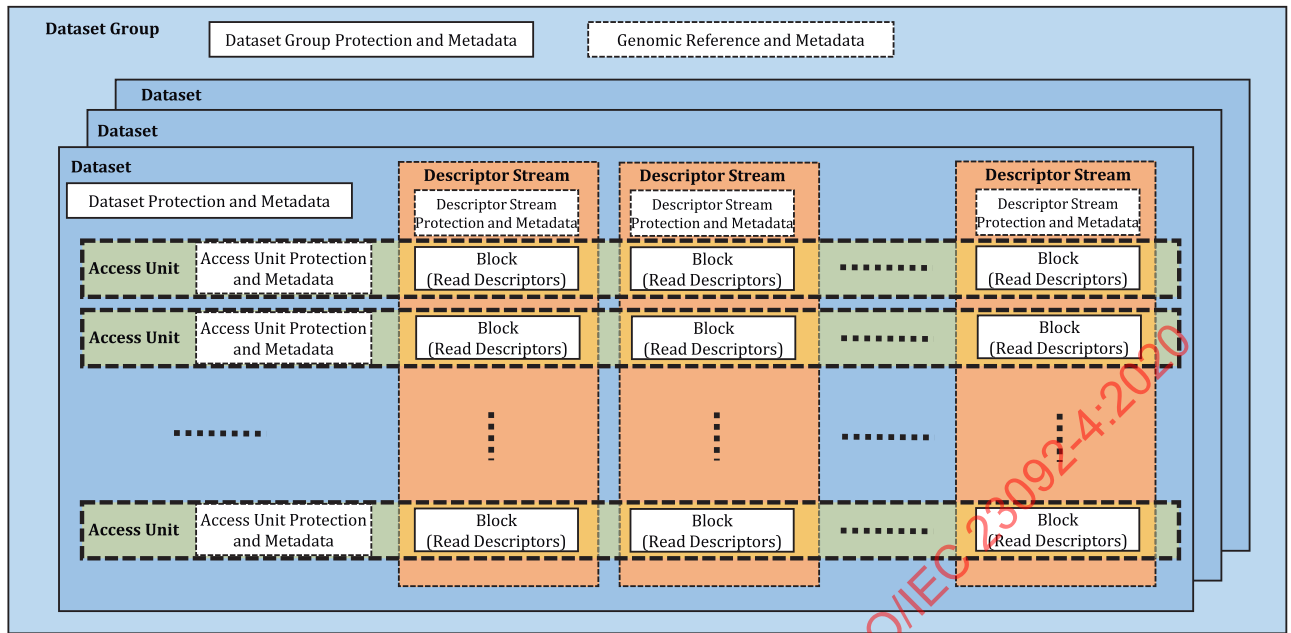 Dataset Group
Dataset Group Protection and Metadata
Genomic Reference and Metadata
Dataset
Dataset
Dataset
Dataset Protection and Metadata
Descriptor Stream
Descriptor Stream
Descriptor Stream
Descriptor Stream
Protection and Metadata
Descriptor Stream
Protection and Metadata
Descriptor Stream
Protection and Metadata
Access Unit
Access Unit Protection
and Metadata
Block
(Read Descriptors)
Block
(Read Descriptors)
Block
(Read Descriptors)
Access Unit
Access Unit Protection
and Metadata
Block
(Read Descriptors)
Block
(Read Descriptors)
Block
(Read Descriptors)
Access Unit
Access Unit Protection
and Metadata
Block
(Read Descriptors)
Block
(Read Descriptors)
Block
(Read Descriptors)
O/IEC 23092-4:2020